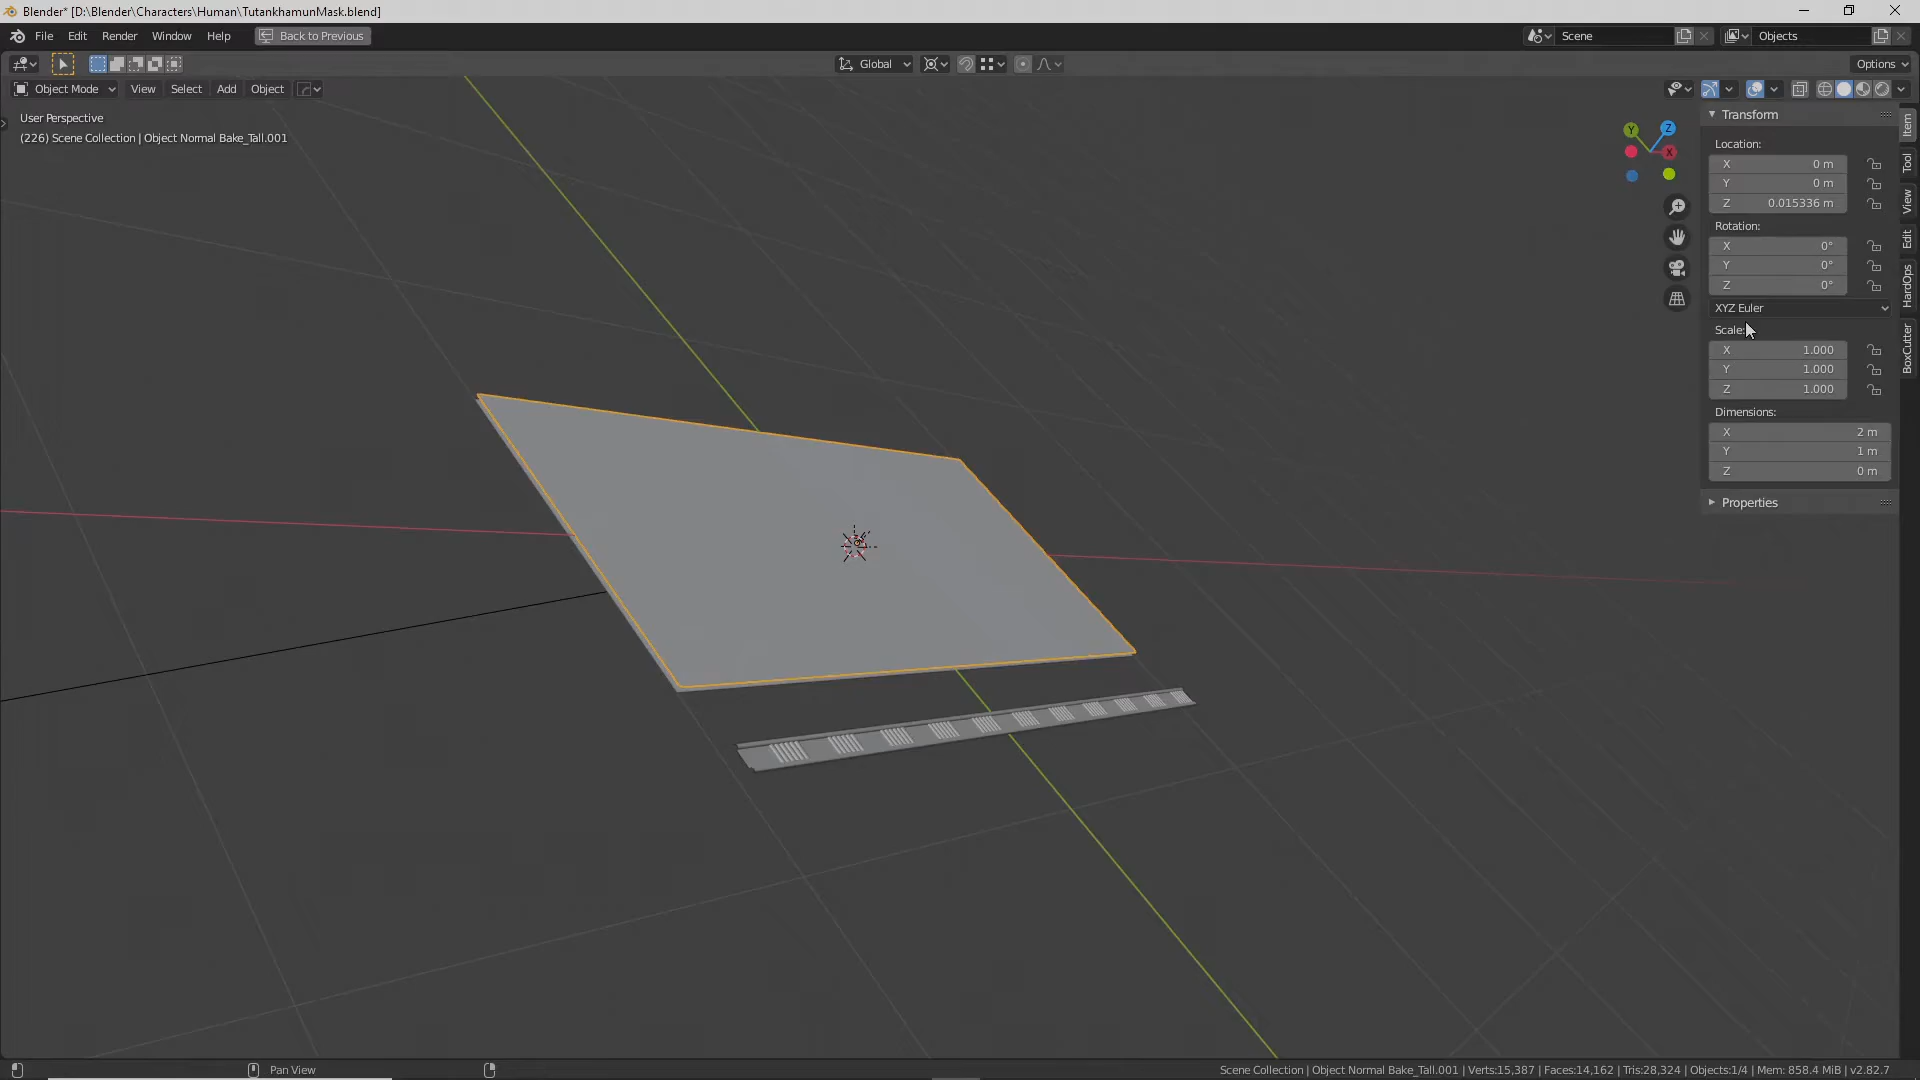 Blender* [D:\Blender\Characters\Human\TutankhamunMask.blend]
File Edit Render Window Help Back to Previous Scene Objects
Global Options
Object Mode View Select Add Object
User Perspective
(226) Scene Collection | Object Normal Bake_Tall.001
Y Z X
Transform
Location:
X 0 m
Y 0 m
Z 0.015336 m
Rotation:
X 0°
Y 0°
Z 0°
XYZ Euler
Scale:
X 1.000
Y 1.000
Z 1.000
Dimensions:
X 2 m
Y 1 m
Z 0 m
Properties
Item
Tool
View
Edit
HardOps
BoxCutter
Pan View
Scene Collection | Object Normal Bake_Tall.001 | Verts:15,387 | Faces:14,162 | Tris:28,324 | Objects:1/4 | Mem: 858.4 MiB | v2.82.7